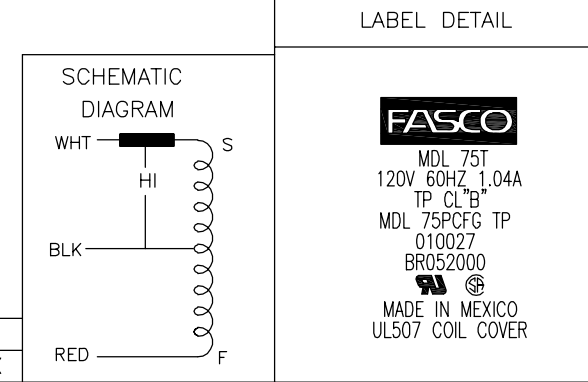 LABEL DETAIL
SCHEMATIC
DIAGRAM
WHT
S
HI
BLK
RED
F
FASCO
MDL 75T
120V 60HZ 1.04A
TP CL"B"
MDL 75PCFG TP
010027
BR052000
MADE IN MEXICO
UL507 COIL COVER